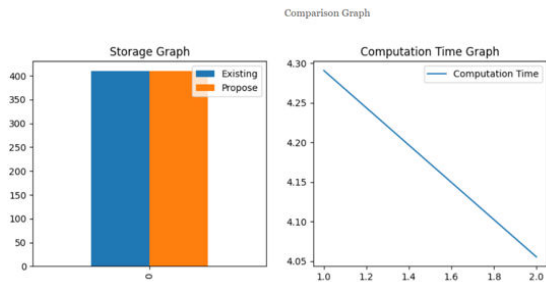 Comparison Graph
Storage Graph
Existing
Propose
400
350
300
250
200
150
100
50
0
0
Computation Time Graph
Computation Time
4.30
4.25
4.20
4.15
4.10
4.05
1.0 1.2 1.4 1.6 1.8 2.0